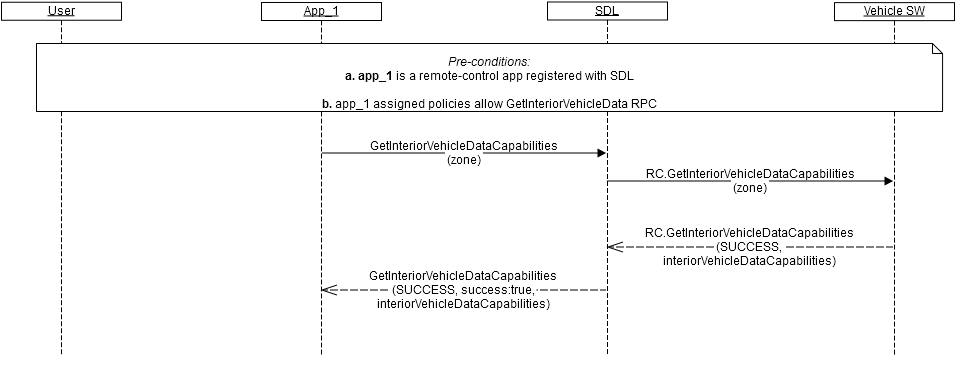 User
App_1
SDL
Vehicle SW
Pre-conditions:
a. app_1 is a remote-control app registered with SDL
b. app_1 assigned policies allow GetInteriorVehicleData RPC
GetInteriorVehicleDataCapabilities
(zone)
RC.GetInteriorVehicleDataCapabilities
(zone)
RC.GetInteriorVehicleDataCapabilities
(SUCCESS,
interiorVehicleDataCapabilities)
GetInteriorVehicleDataCapabilities
(SUCCESS, success:true,
interiorVehicleDataCapabilities)